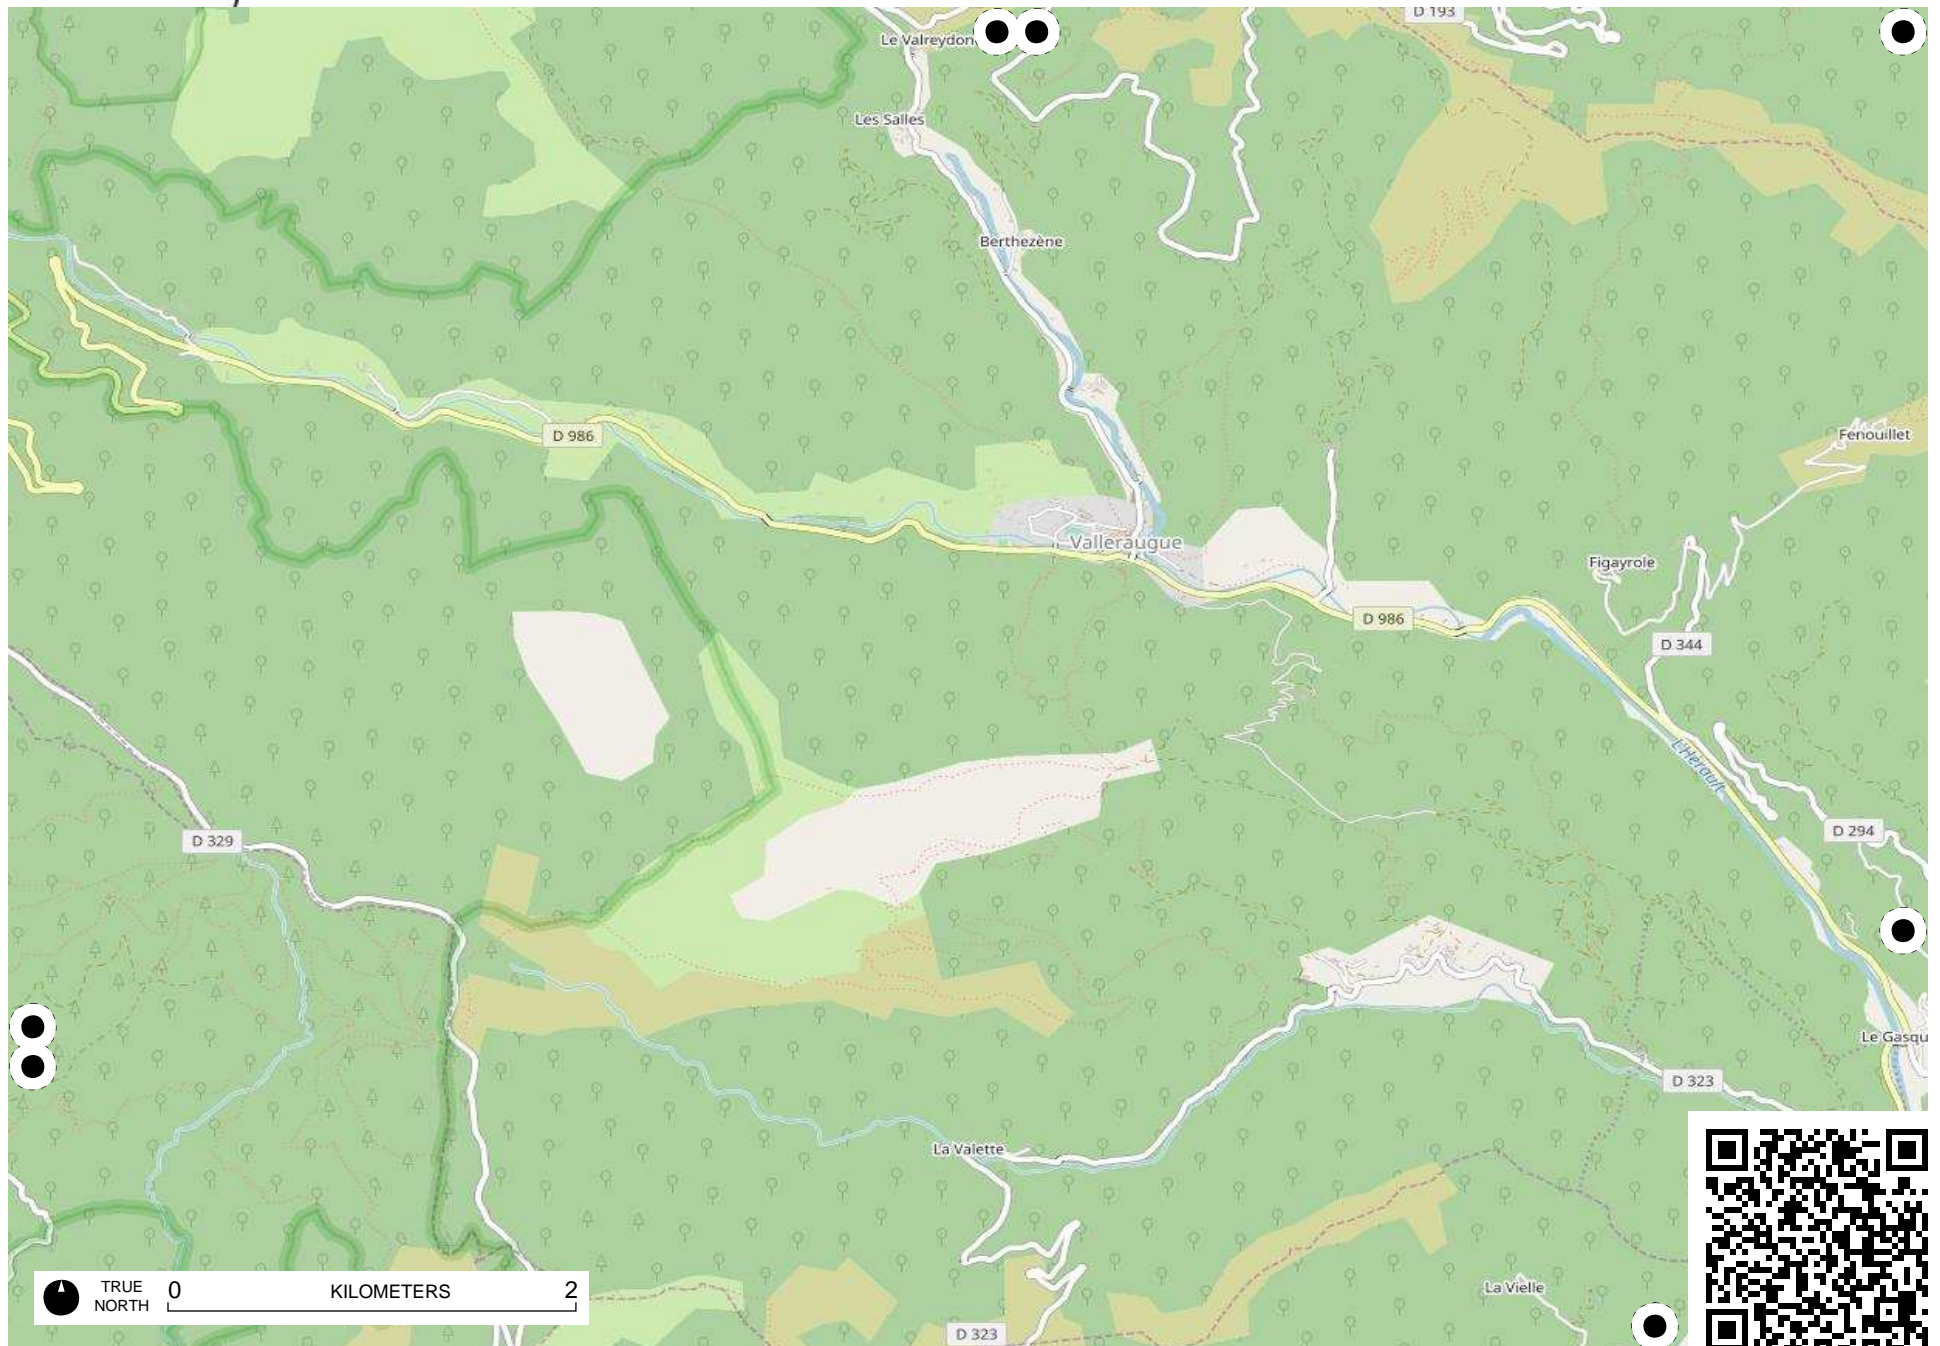 D 193
Le Valreydon
Les Salles
Berthezène
D 986
Fenouillet
Valleraugue
Figayrole
D 986
D 344
L'Hérault
D 329
D 294
Le Gasqu
D 323
La Valette
La Vielle
TRUE NORTH
0 KILOMETERS 2
D 323